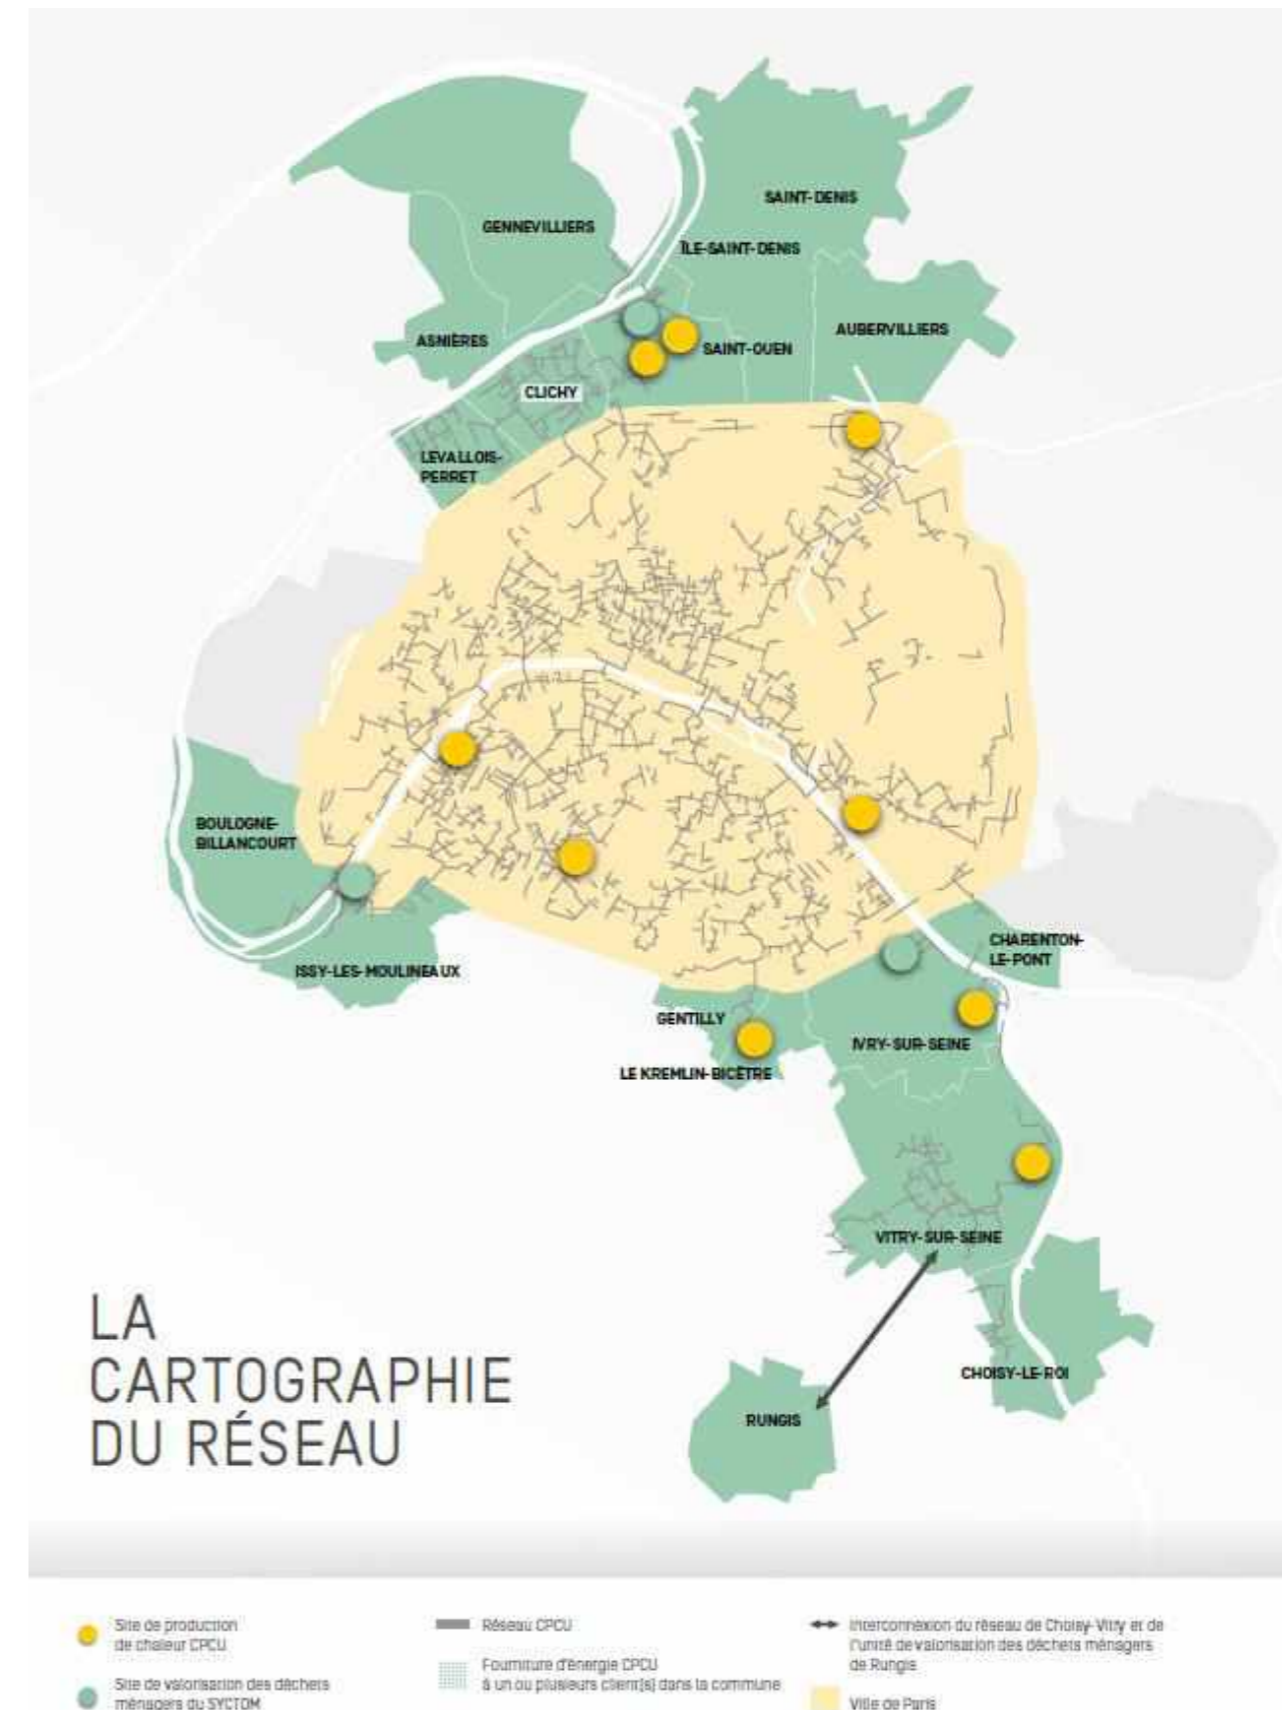 SAINT-DENIS
GENNEVILLIERS
ÎLE-SAINT-DENIS
AUBERVILLIERS
ASNIÈRES
SAINT-OUEN
CLICHY
LEVALLOIS-
PERRET
BOULOGNE-
BILLANCOURT
CHARENTON-
LE-PONT
ISSY-LES-MOULINEAUX
GENTILLY
IVRY-SUR-SEINE
LE KREMLIN-BICÊTRE
VITRY-SUR-SEINE
CHOISY-LE-ROI
RUNGIS
LA
CARTOGRAPHIE
DU RÉSEAU
Site de production
de chaleur CPCU
Site de valorisation des déchets
ménagers du SYCTOM
Réseau CPCU
Fourniture d'énergie CPCU
à un ou plusieurs client(s) dans la commune
Interconnexion du réseau de Choisy-Vitry et de
l'unité de valorisation des déchets ménagers
de Rungis
Ville de Paris